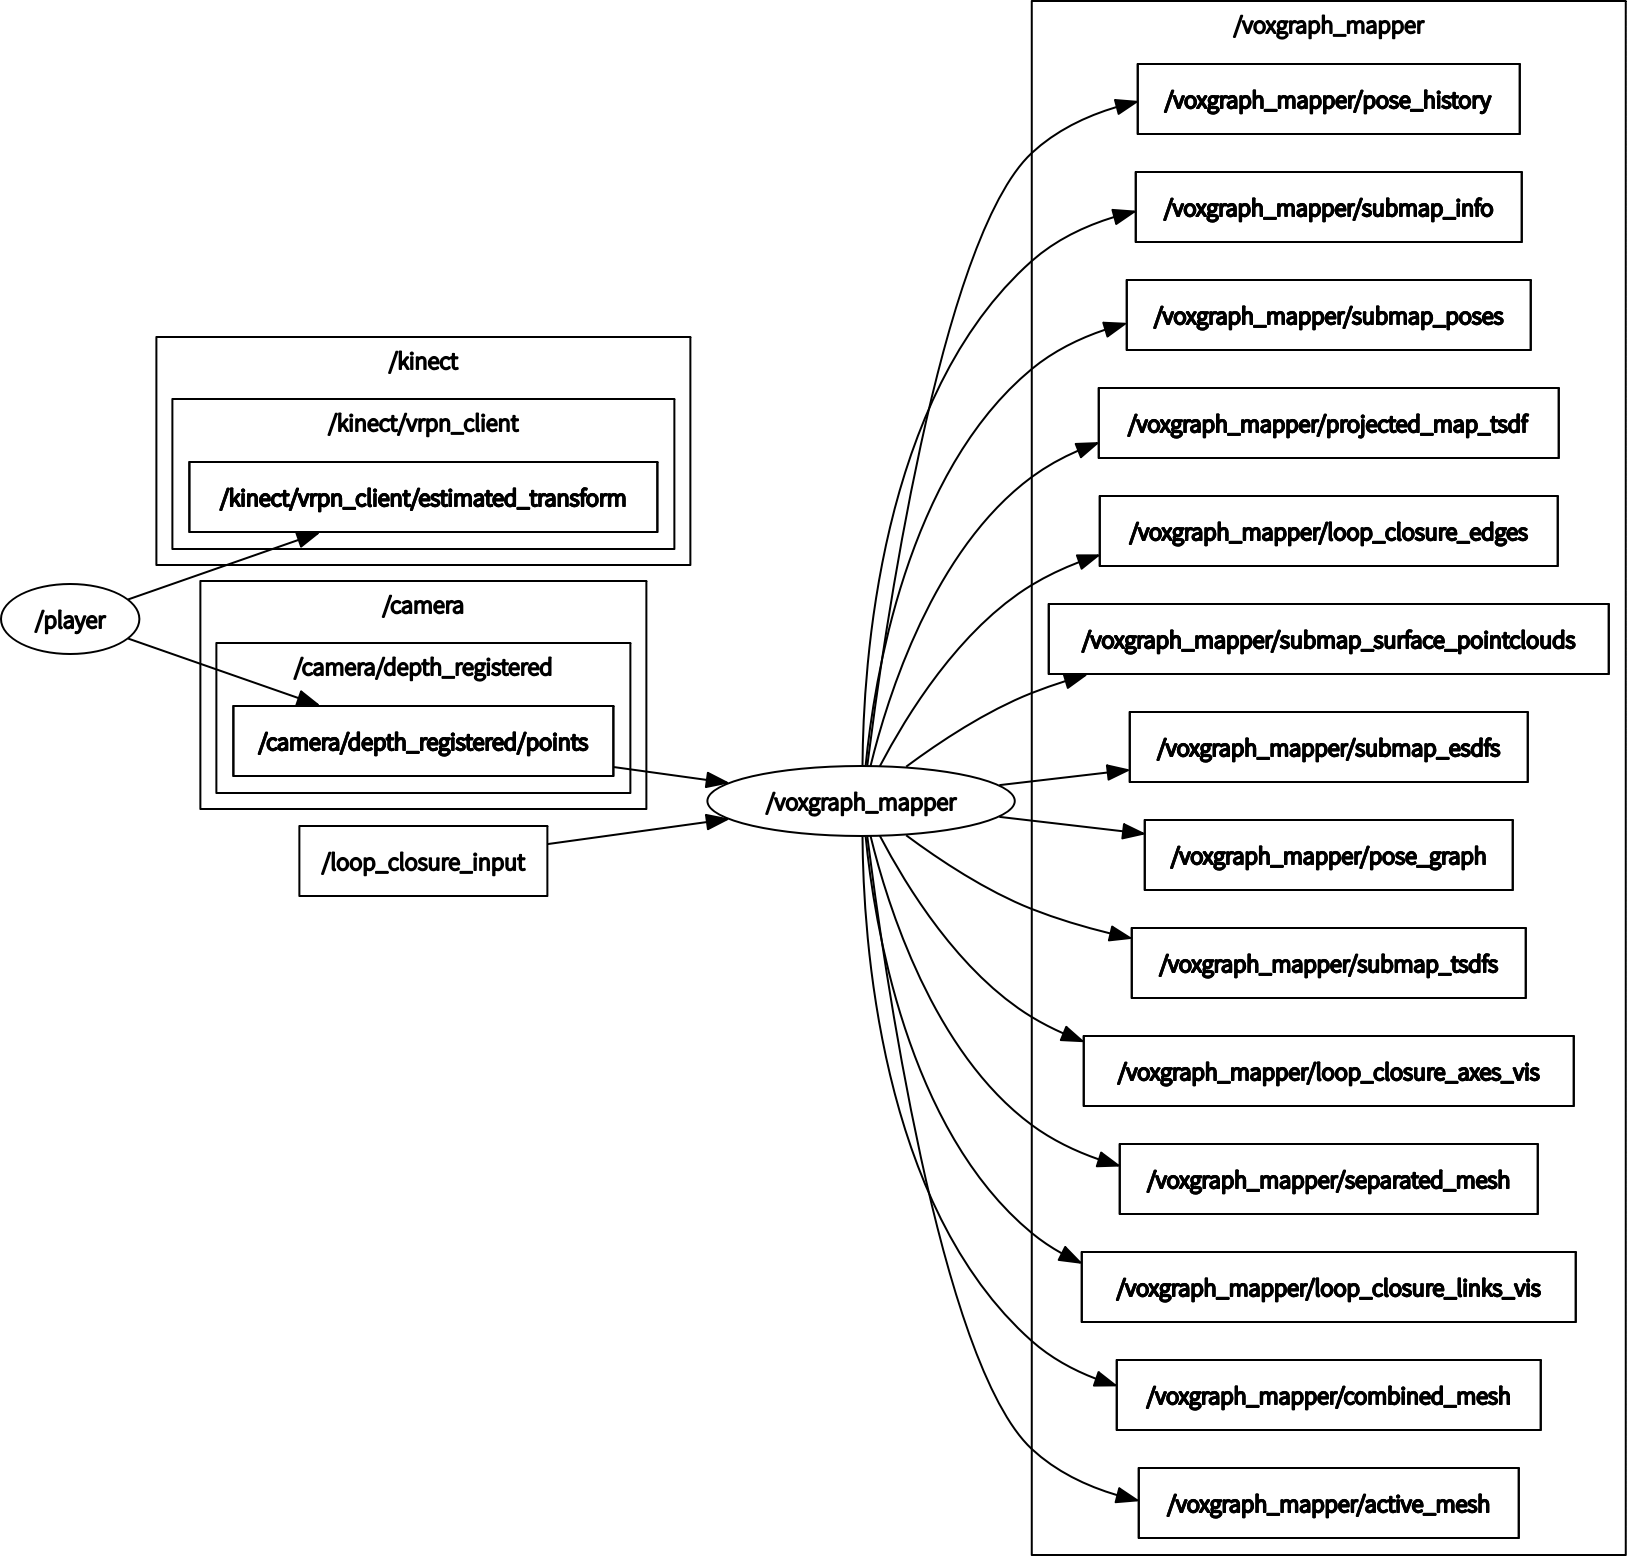 /kinect
/kinect/vrpn_client
/kinect/vrpn_client/estimated_transform
/player
/camera
/camera/depth_registered
/camera/depth_registered/points
/loop_closure_input
/voxgraph_mapper
/voxgraph_mapper
/voxgraph_mapper/pose_history
/voxgraph_mapper/submap_info
/voxgraph_mapper/submap_poses
/voxgraph_mapper/projected_map_tsdf
/voxgraph_mapper/loop_closure_edges
/voxgraph_mapper/submap_surface_pointclouds
/voxgraph_mapper/submap_esdfs
/voxgraph_mapper/pose_graph
/voxgraph_mapper/submap_tsdfs
/voxgraph_mapper/loop_closure_axes_vis
/voxgraph_mapper/separated_mesh
/voxgraph_mapper/loop_closure_links_vis
/voxgraph_mapper/combined_mesh
/voxgraph_mapper/active_mesh